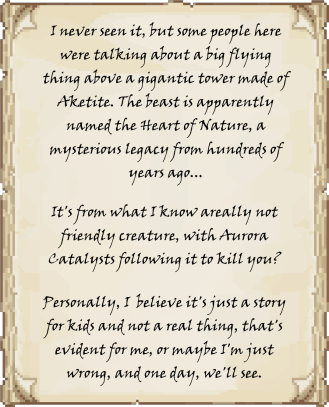 I never seen it, but some people here
were talking about a big flying
thing above a gigantic tower made of
Aketite. The beast is apparently
named the Heart of Nature, a
mysterious legacy from hundreds of
years ago...
It's from what I know areally not
friendly creature, with Aurora
Catalysts following it to kill you?
Personally, I believe it's just a story
for kids and not a real thing, that's
evident for me, or maybe I'm just
wrong, and one day, we'll see.